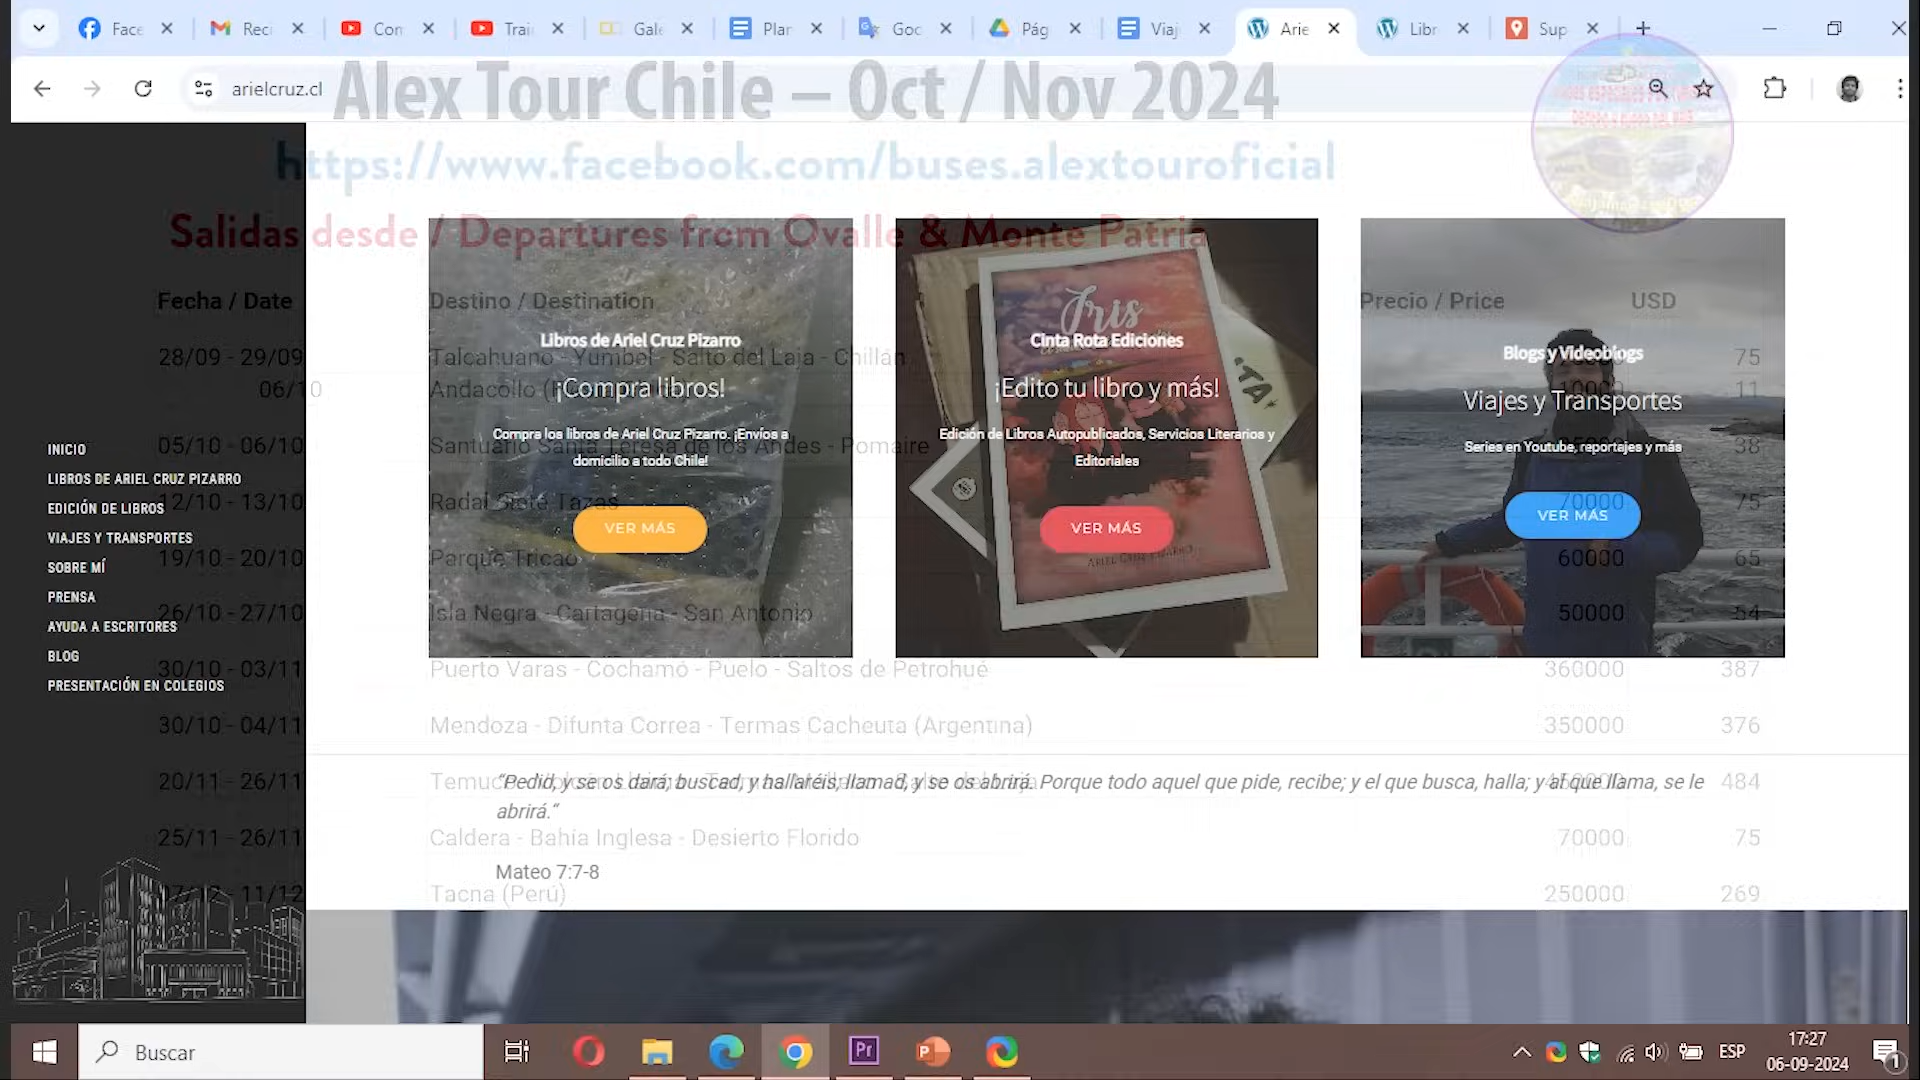 Face
Reci
Con
Trai
Gale
Plar
Goc
Pág
Viaj
Arie
Libr
Sup
arielcruz.cl
Alex Tour Chile – Oct / Nov 2024
https://www.facebook.com/buses.alextouroficial
Salidas desde / Departures from Ovalle & Monte Patria
Fecha / Date Destino / Destination Precio / Price USD
28/09 - 29/09 Talcahuano - Yumbel - Salto del Laja - Chillán 75
06/10 Andacollo 10000 11
05/10 - 06/10 Santuario Santa Teresa de los Andes - Pomaire 38
12/10 - 13/10 Radal Siete Tazas 70000 75
19/10 - 20/10 Parque Tricao 60000 65
26/10 - 27/10 Isla Negra - Cartagena - San Antonio 50000 54
30/10 - 03/11 Puerto Varas - Cochamó - Puelo - Saltos de Petrohué 360000 387
30/10 - 04/11 Mendoza - Difunta Correa - Termas Cacheuta (Argentina) 350000 376
20/11 - 26/11 484
25/11 - 26/11 Caldera - Bahía Inglesa - Desierto Florido 70000 75
07/12 - 11/12 Tacna (Perú) 250000 269
INICIO
LIBROS DE ARIEL CRUZ PIZARRO
EDICIÓN DE LIBROS
VIAJES Y TRANSPORTES
SOBRE MÍ
PRENSA
AYUDA A ESCRITORES
BLOG
PRESENTACIÓN EN COLEGIOS
Libros de Ariel Cruz Pizarro
¡Compra libros!
Compra los libros de Ariel Cruz Pizarro. ¡Envíos a
domicilio a todo Chile!
VER MÁS
Iris
Cinta Rota Ediciones
¡Edito tu libro y más!
Edición de Libros Autopublicados, Servicios Literarios y
Editoriales
VER MÁS
ARIEL CRUZ PIZARRO
Blogs y Videoblogs
Viajes y Transportes
Series en Youtube, reportajes y más
VER MÁS
“Pedid, y se os dará; buscad, y hallaréis; llamad, y se os abrirá. Porque todo aquel que pide, recibe; y el que busca, halla; y al que llama, se le
abrirá.“
Mateo 7:7-8
Buscar
Pr
P
ESP
17:27
06-09-2024
1